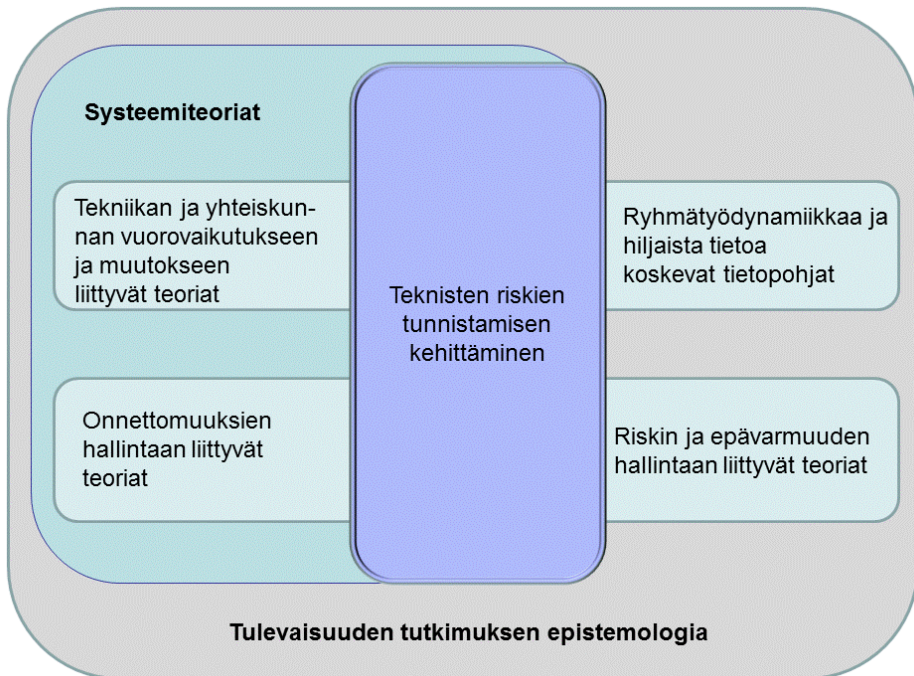 Systeemiteoriat
Tekniikan ja yhteiskun-
nan vuorovaikutukseen
ja muutokseen
liittyvät teoriat
Onnettomuuksien
hallintaan liittyvät
teoriat
Teknisten riskien
tunnistamisen
kehittäminen
Ryhmätyödynamiikkaa ja
hiljaista tietoa
koskevat tietopohjat
Riskin ja epävarmuuden
hallintaan liittyvät teoriat
Tulevaisuuden tutkimuksen epistemologia